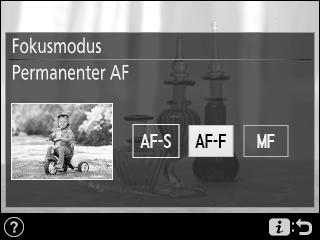 Fokusmodus
Permanenter AF
AF-S AF-F MF
? i: